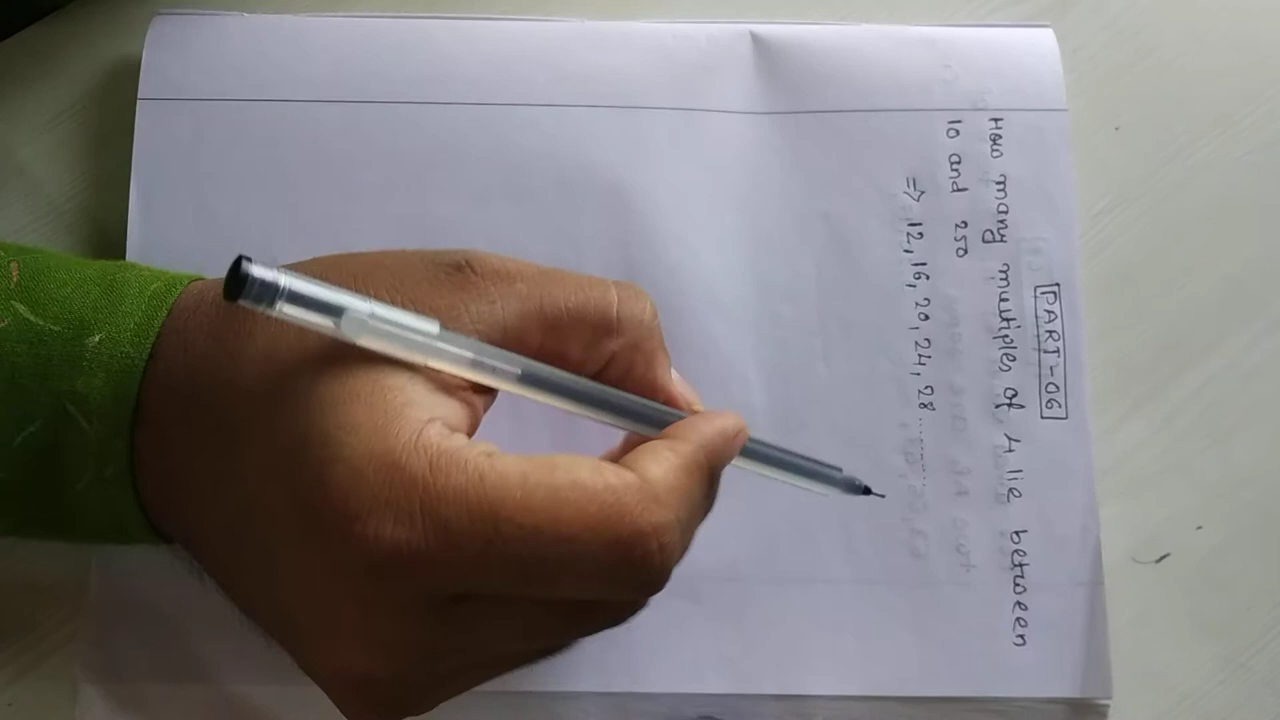 PART-06
How many multiples of 4 lie between
10 and 250
⇒ 12, 16, 20, 24, 28..........